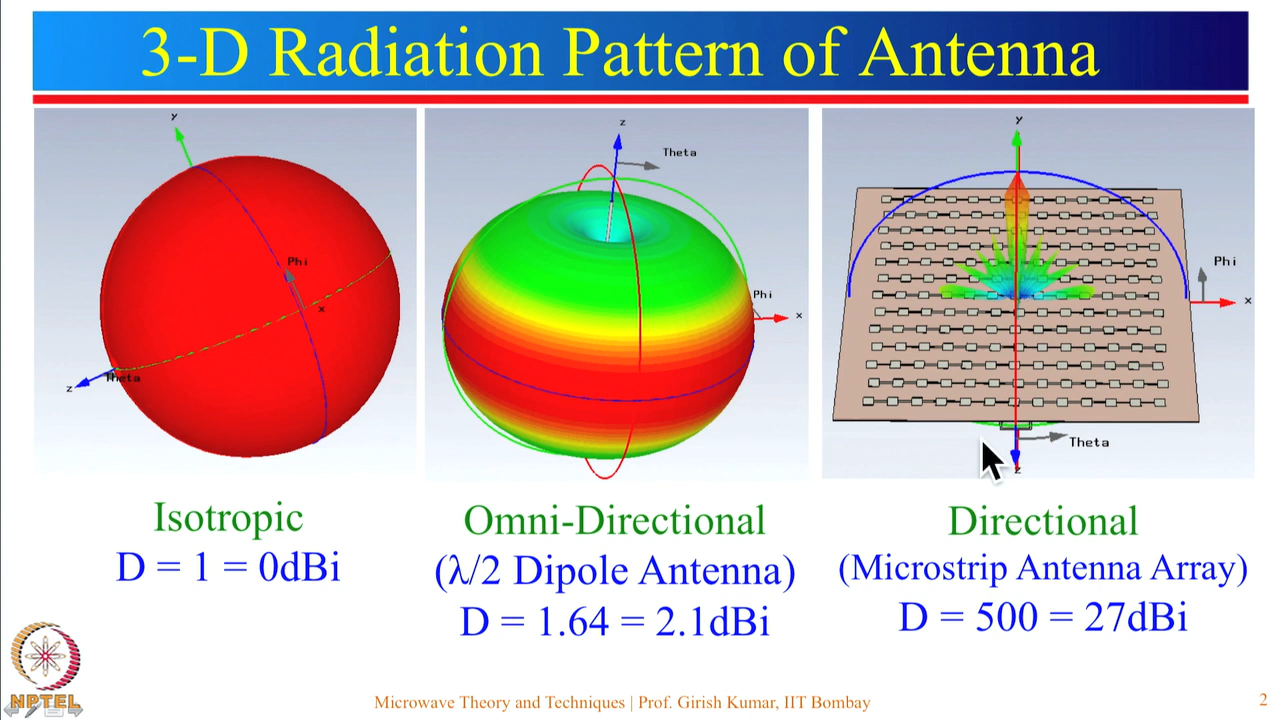 3-D Radiation Pattern of Antenna
y
Phi
x
z
Theta
z
Theta
Phi
x
y
Phi
x
Theta
z
Isotropic
D = 1 = 0dBi
Omni-Directional
(λ/2 Dipole Antenna)
D = 1.64 = 2.1dBi
Directional
(Microstrip Antenna Array)
D = 500 = 27dBi
NPTEL
Microwave Theory and Techniques | Prof. Girish Kumar, IIT Bombay
2